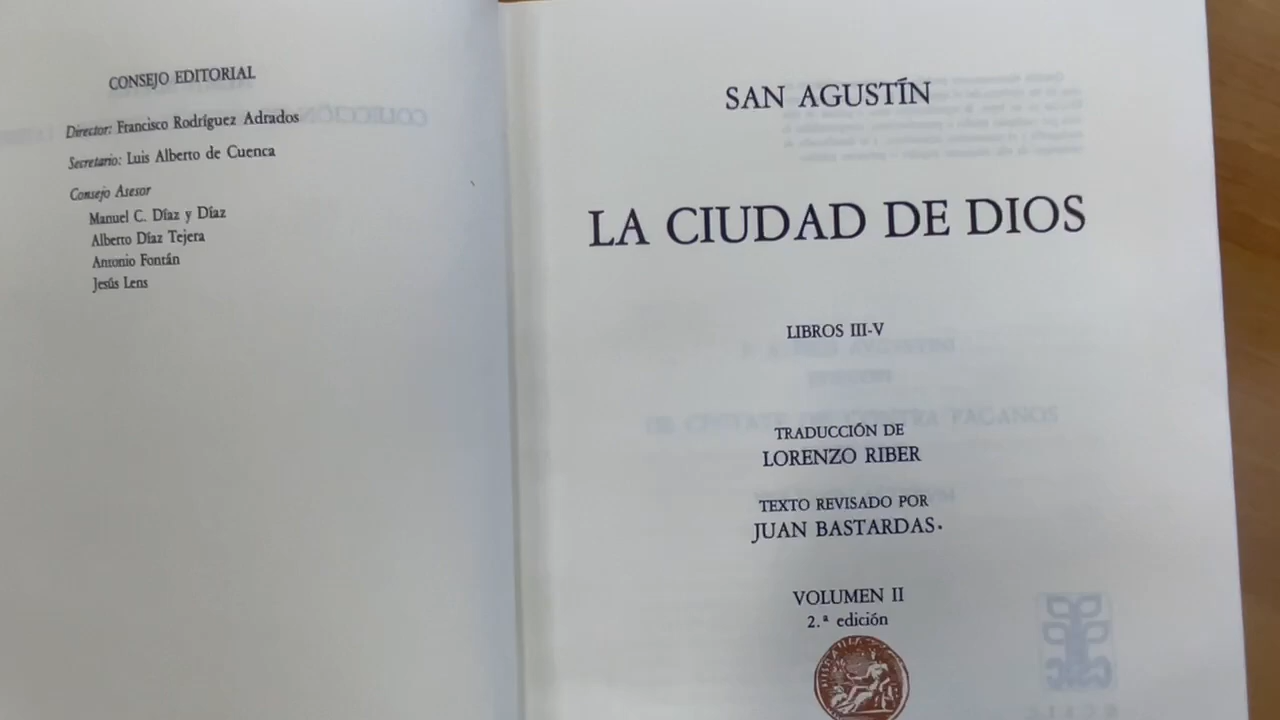 CONSEJO EDITORIAL
Director: Francisco Rodríguez Adrados
Secretario: Luis Alberto de Cuenca
Consejo Asesor
Manuel C. Díaz y Díaz
Alberto Díaz Tejera
Antonio Fontán
Jesús Lens
SAN AGUSTÍN
LA CIUDAD DE DIOS
LIBROS III-V
TRADUCCIÓN DE
LORENZO RIBER
TEXTO REVISADO POR
JUAN BASTARDAS.
VOLUMEN II
2.ª edición
HISPANIA